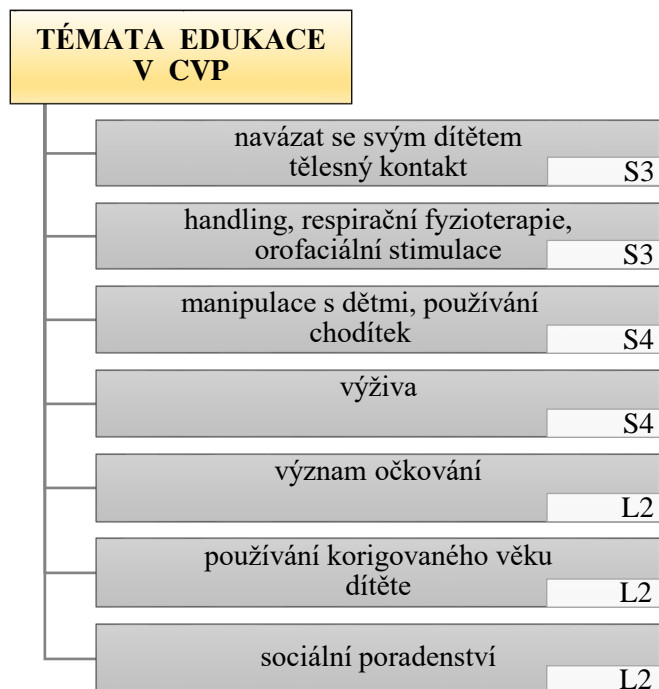 TÉMATA EDUKACE
V CVP
navázat se svým dítětem
tělesný kontakt
S3
handling, respirační fyzioterapie,
orofaciální stimulace
S3
manipulace s dětmi, používání
chodítek
S4
výživa
S4
význam očkování
L2
používání korigovaného věku
dítěte
L2
sociální poradenství
L2